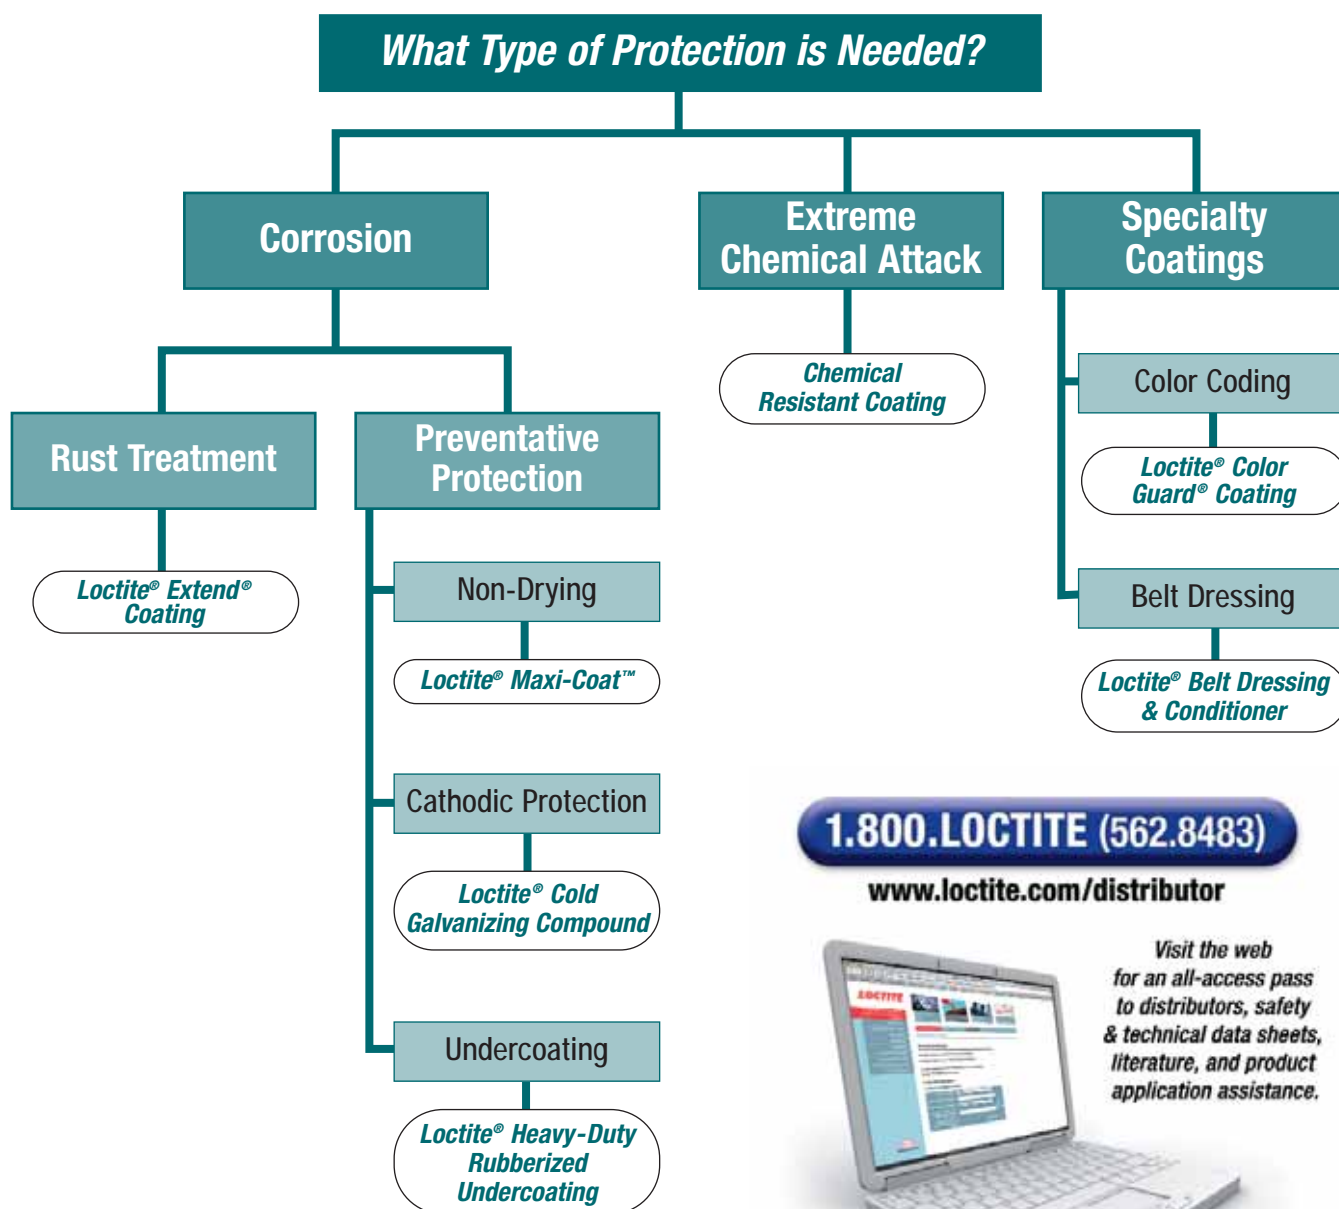 What Type of Protection is Needed?
Corrosion
Extreme
Chemical Attack
Specialty
Coatings
Rust Treatment
Loctite® Extend®
Coating
Preventative
Protection
Non-Drying
Loctite® Maxi-Coat™
Cathodic Protection
Loctite® Cold
Galvanizing Compound
Undercoating
Loctite® Heavy-Duty
Rubberized
Undercoating
Chemical
Resistant Coating
Color Coding
Loctite® Color
Guard® Coating
Belt Dressing
Loctite® Belt Dressing
& Conditioner
1.800.LOCTITE (562.8483)
www.loctite.com/distributor
Visit the web
for an all-access pass
to distributors, safety
& technical data sheets,
literature, and product
application assistance.
LOCTITE